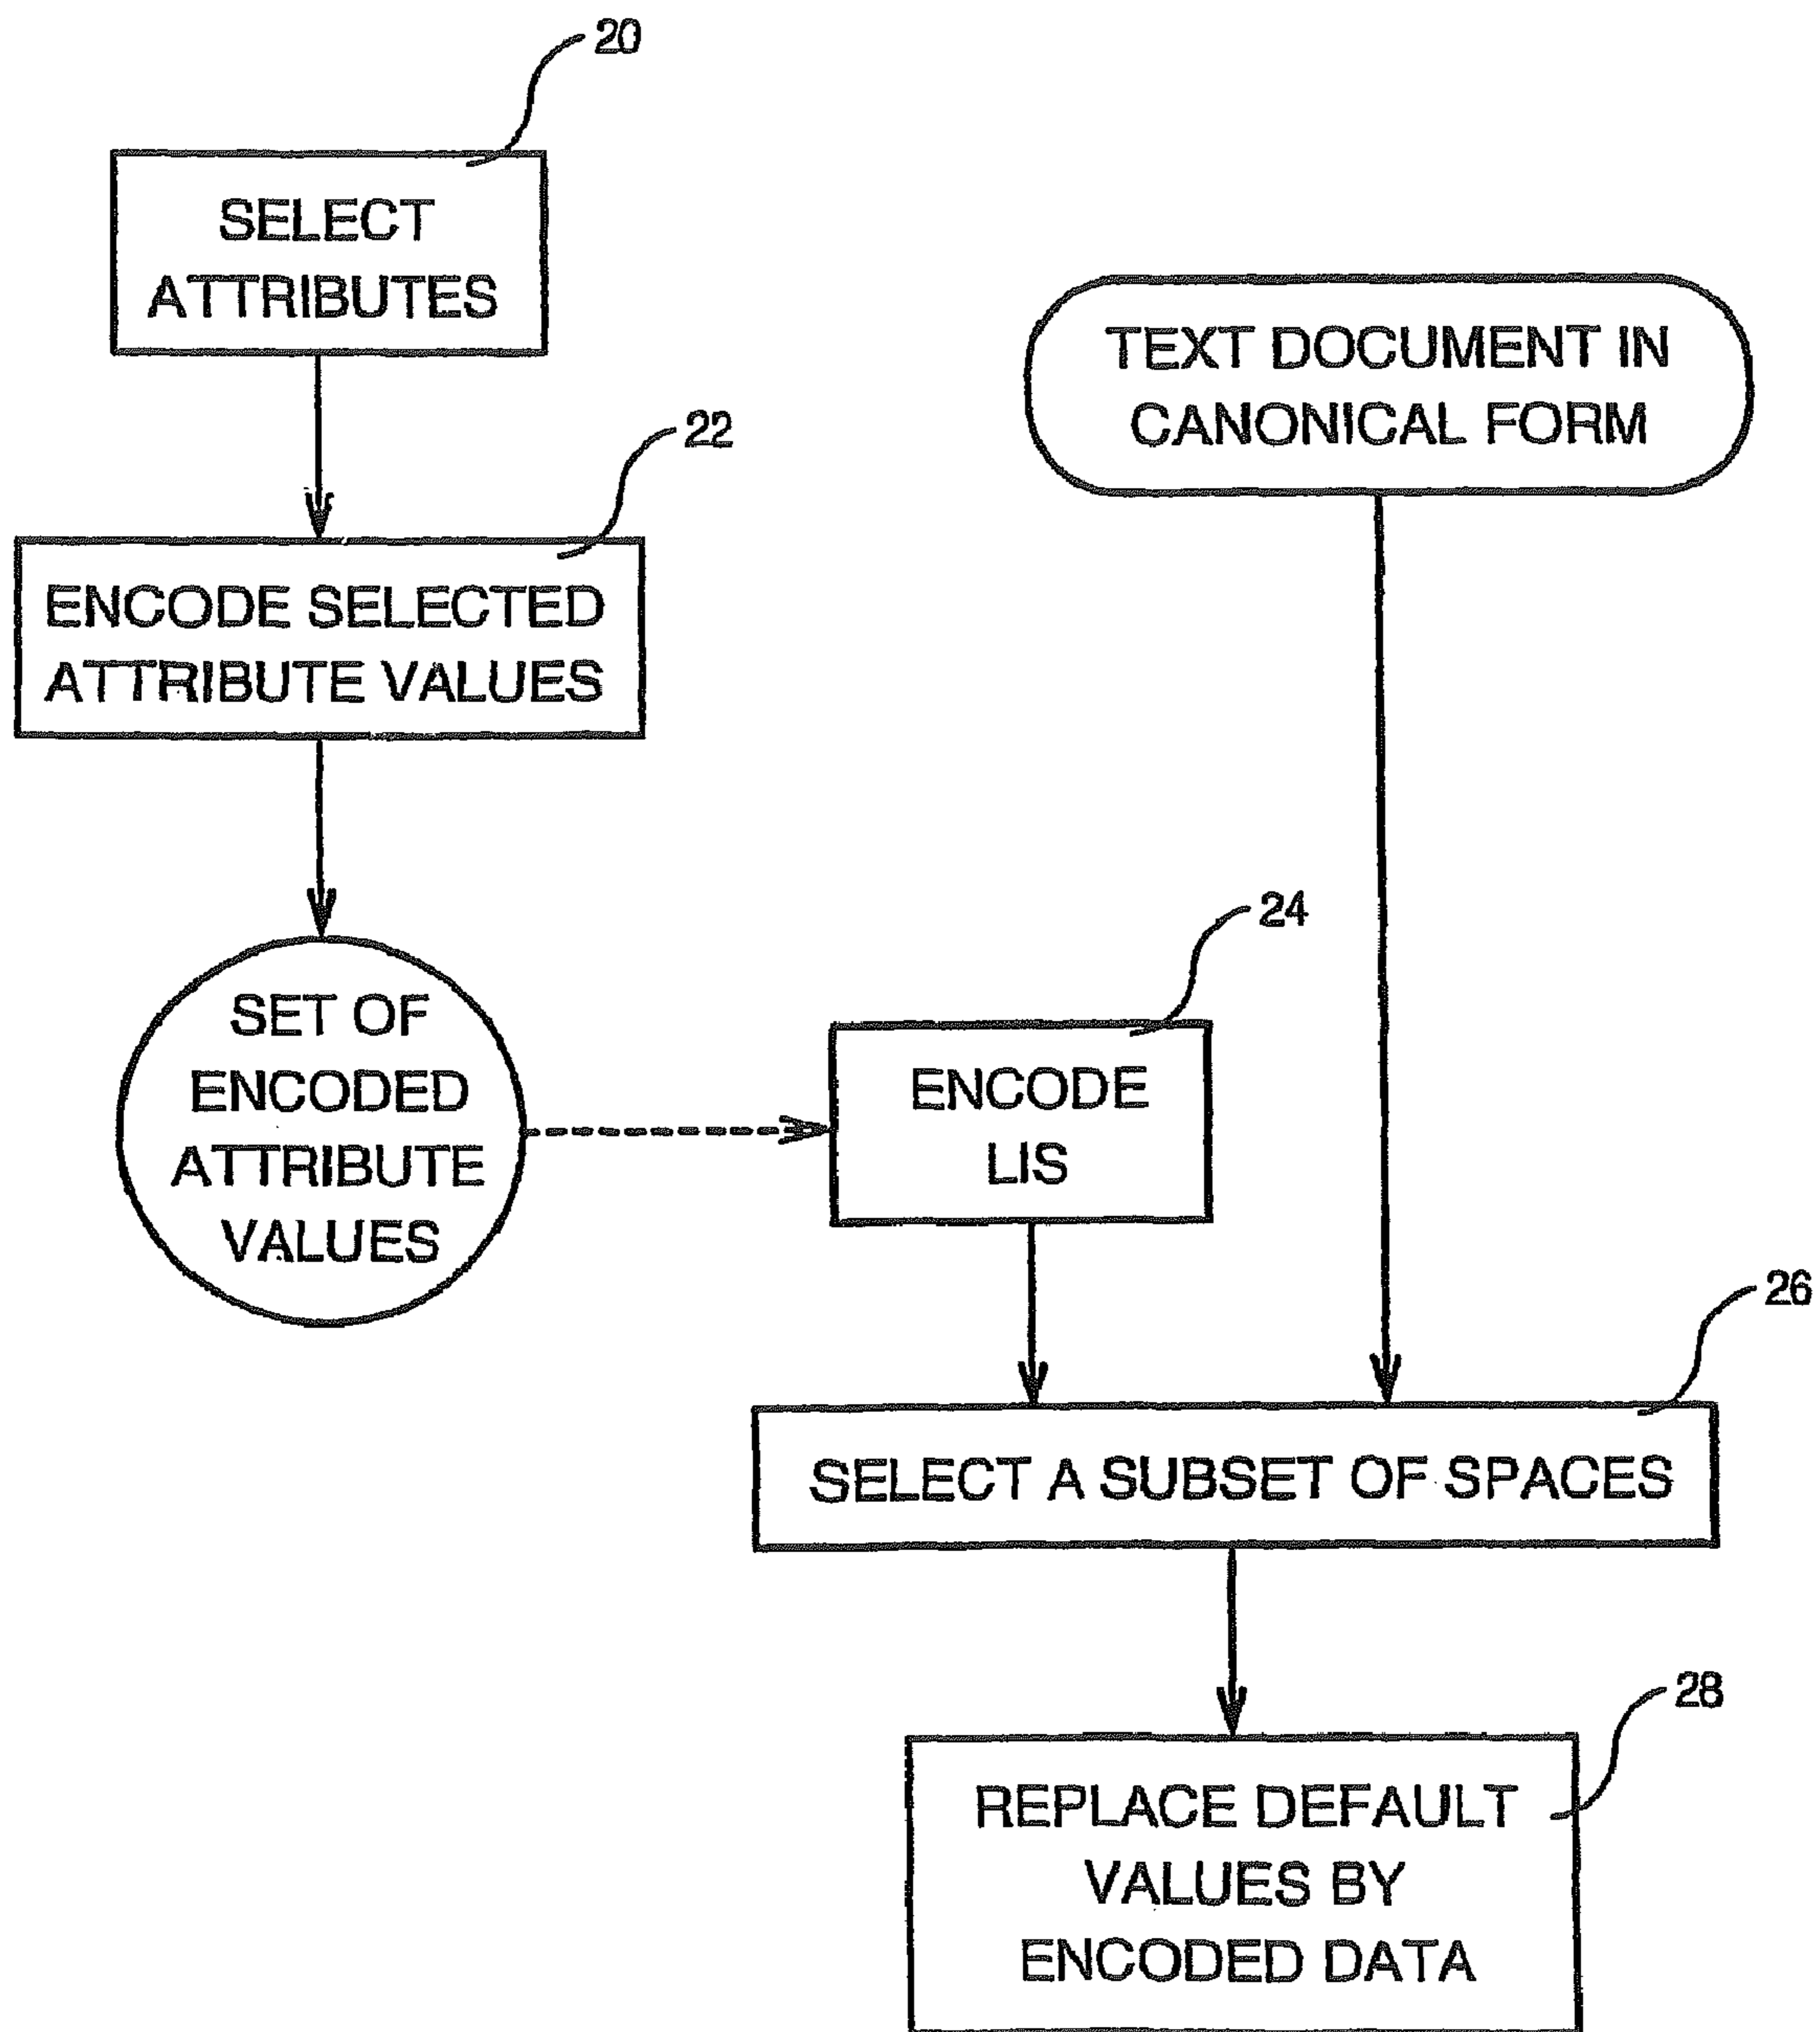 20
SELECT
ATTRIBUTES
TEXT DOCUMENT IN
CANONICAL FORM
22
ENCODE SELECTED
ATTRIBUTE VALUES
24
SET OF
ENCODED
ATTRIBUTE
VALUES
ENCODE
LIS
26
SELECT A SUBSET OF SPACES
28
REPLACE DEFAULT
VALUES BY
ENCODED DATA